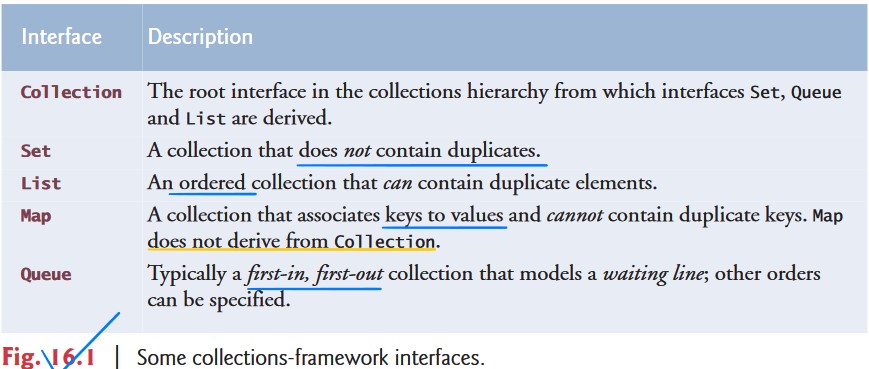 Interface Description
Collection The root interface in the collections hierarchy from which interfaces Set, Queue
and List are derived.
Set A collection that does not contain duplicates.
List An ordered collection that can contain duplicate elements.
Map A collection that associates keys to values and cannot contain duplicate keys. Map
does not derive from Collection.
Queue Typically a first-in, first-out collection that models a waiting line; other orders
can be specified.
Fig. 16.1 | Some collections-framework interfaces.